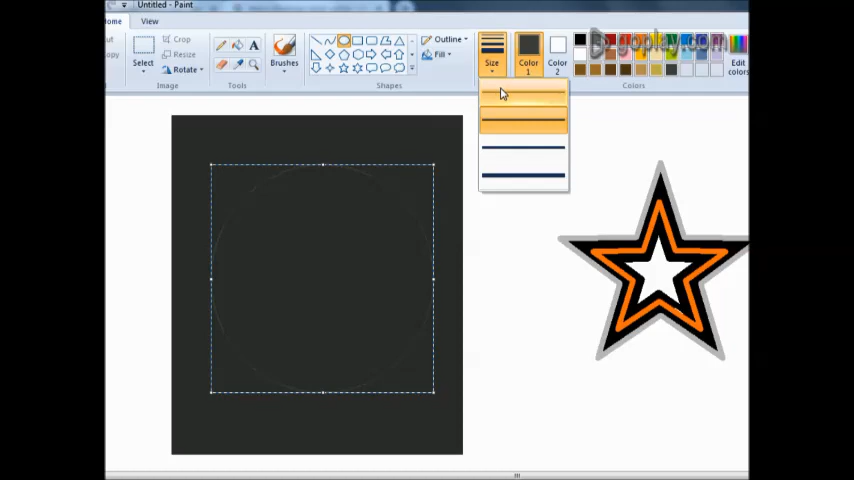 Untitled - Paint
Home
View
Crop
Resize
Rotate
Select
Image
A
Tools
Brushes
Outline
Fill
Shapes
Size
Color
1
Color
2
Edit
colors
Colors